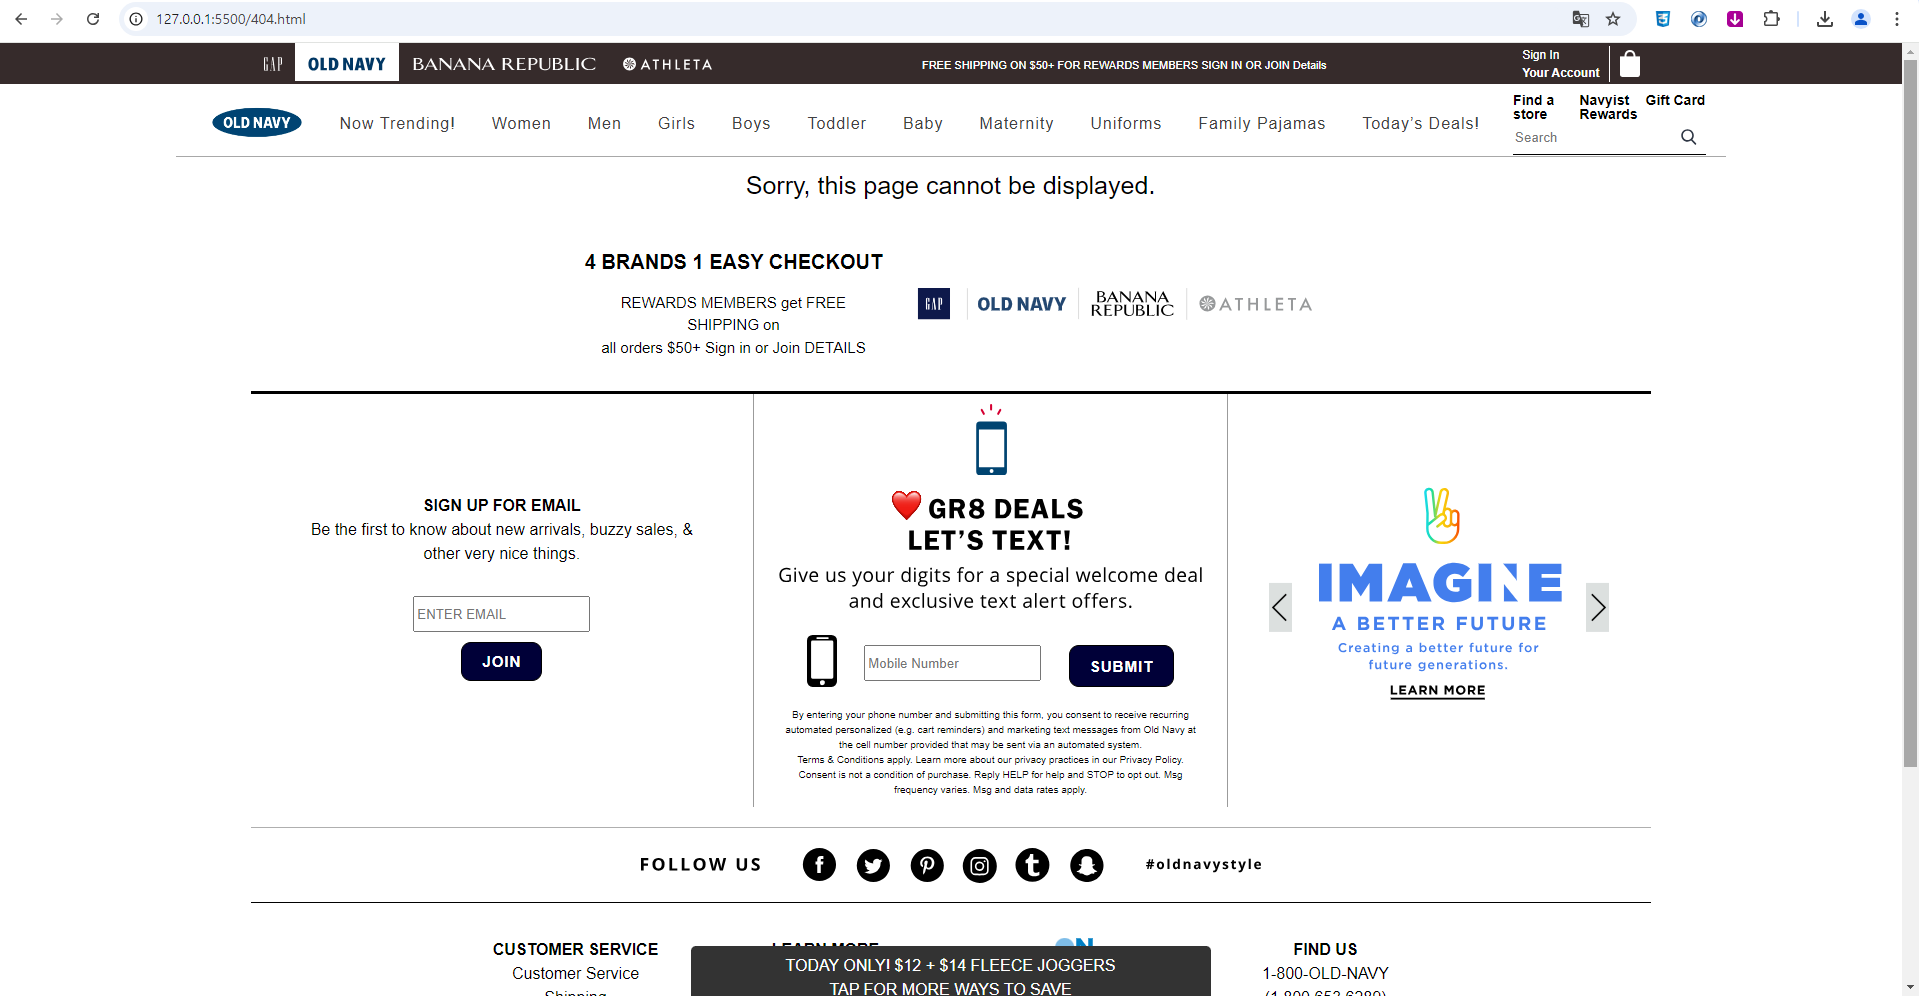 127.0.0.1:5500/404.html
GAP OLD NAVY BANANA REPUBLIC ATHLETA
FREE SHIPPING ON $50+ FOR REWARDS MEMBERS SIGN IN OR JOIN Details
Sign In
Your Account
OLD NAVY
Now Trending! Women Men Girls Boys Toddler Baby Maternity Uniforms Family Pajamas Today's Deals!
Find a store
Navyist Rewards
Gift Card
Search
Sorry, this page cannot be displayed.
4 BRANDS 1 EASY CHECKOUT
REWARDS MEMBERS get FREE
SHIPPING on
all orders $50+ Sign in or Join DETAILS
GAP OLD NAVY BANANA REPUBLIC ATHLETA
SIGN UP FOR EMAIL
Be the first to know about new arrivals, buzzy sales, &
other very nice things.
ENTER EMAIL
JOIN
GR8 DEALS
LET'S TEXT!
Give us your digits for a special welcome deal
and exclusive text alert offers.
Mobile Number
SUBMIT
By entering your phone number and submitting this form, you consent to receive recurring
automated personalized (e.g. cart reminders) and marketing text messages from Old Navy at
the cell number provided that may be sent via an automated system.
Terms & Conditions apply. Learn more about our privacy practices in our Privacy Policy.
Consent is not a condition of purchase. Reply HELP for help and STOP to opt out. Msg
frequency varies. Msg and data rates apply.
IMAGINE
A BETTER FUTURE
Creating a better future for
future generations.
LEARN MORE
FOLLOW US
#oldnavystyle
CUSTOMER SERVICE
Customer Service
Shipping
LEARN MORE
ON
TODAY ONLY! $12 + $14 FLEECE JOGGERS
TAP FOR MORE WAYS TO SAVE
FIND US
1-800-OLD-NAVY
(1-800-653-6289)